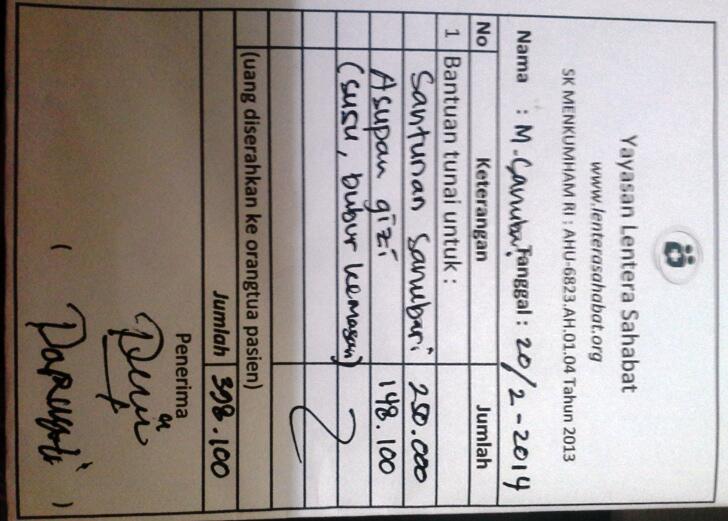 Yayasan Lentera Sahabat
www.lenterasahabat.org
SK MENKUMHAM RI : AHU-6823.AH.01.04 Tahun 2013
Nama : M. Tanggal : 20/2-2014
No Keterangan Jumlah
1 Bantuan tunai untuk :
Santunan Sanubari 250.000
Asupan gizi 148.100
(susu, bubur kemasan)
(uang diserahkan ke orangtua pasien)
Jumlah 398.100
Penerima
( )